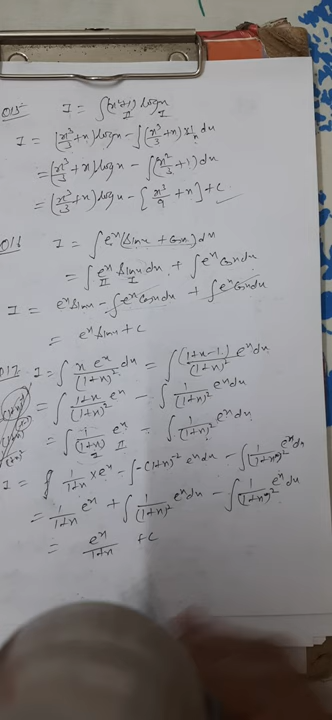 Q15 I = ∫(x²+1) log x
II I
I = (x³/3 + x) log x - ∫(x³/3 + x) x 1/x dx
= (x³/3 + x) log x - ∫(x²/3 + 1) dx
= (x³/3 + x) log x - [x³/9 + x] + C
Q16 I = ∫eˣ(sin x + cos x) dx
= ∫eˣ sin x dx + ∫eˣ cos x dx
II I
I = eˣ sin x - ∫eˣ cos x dx + ∫eˣ cos x dx
= eˣ sin x + C
Q17 I = ∫ x eˣ/(1+x)² dx = ∫ (1+x-1)/(1+x)² eˣ dx
= ∫ (1+x)/(1+x)² eˣ - ∫ 1/(1+x)² eˣ dx
= ∫ 1/(1+x) eˣ - ∫ 1/(1+x)² eˣ dx
I II
I = 1/(1+x) × eˣ - ∫ -(1+x)⁻² eˣ dx - ∫ 1/(1+x)² eˣ dx
= 1/(1+x) eˣ + ∫ 1/(1+x)² eˣ dx - ∫ 1/(1+x)² eˣ dx
= eˣ/(1+x) + C